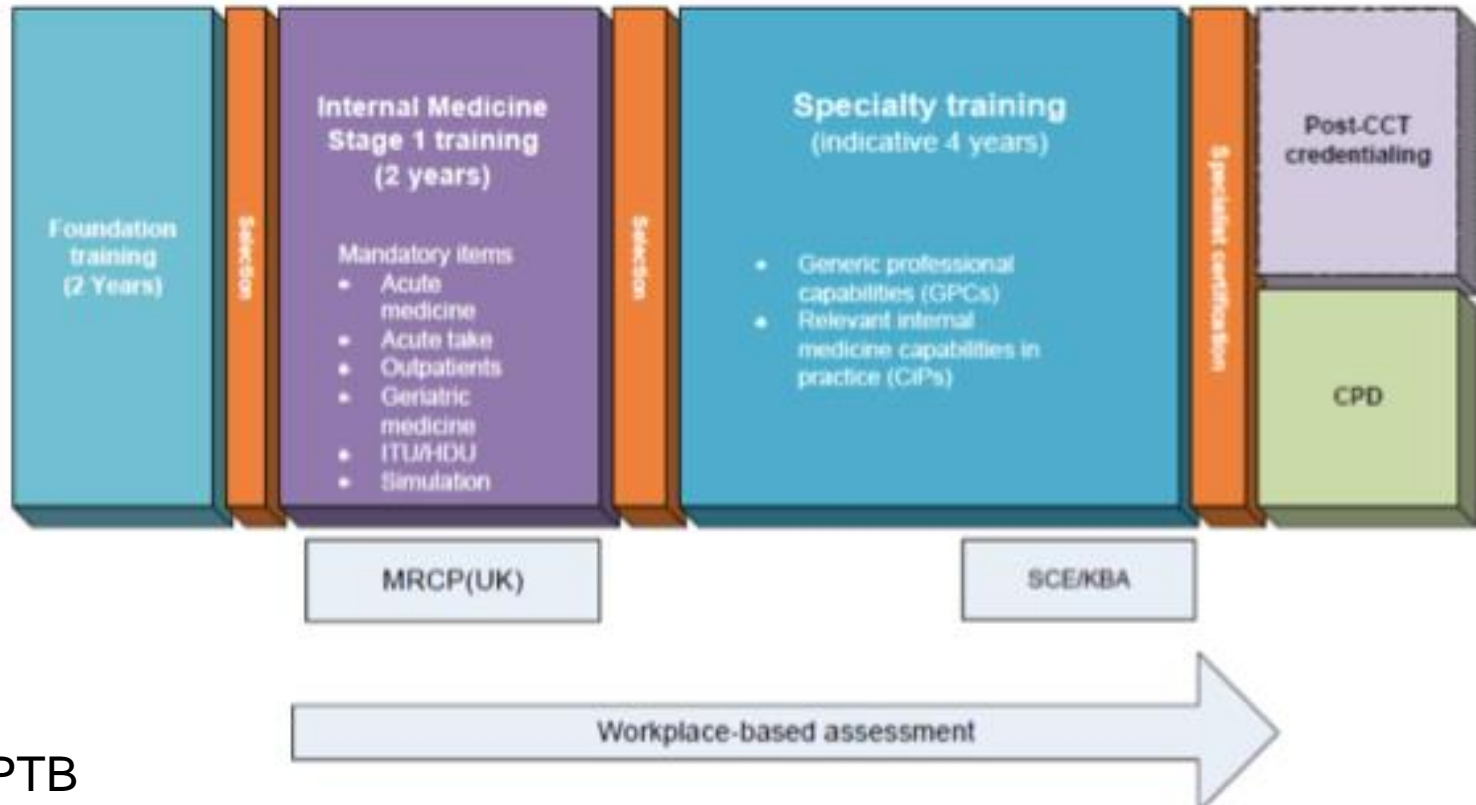 Foundation
training
(2 Years)
Selection
Internal Medicine
Stage 1 training
(2 years)
Mandatory items
• Acute
medicine
• Acute take
• Outpatients
• Geriatric
medicine
• ITU/HDU
• Simulation
Selection
Specialty training
(indicative 4 years)
• Generic professional
capabilities (GPCs)
• Relevant internal
medicine capabilities in
practice (CiPs)
Specialist certification
Post-CCT
credentialing
CPD
MRCP(UK)
SCE/KBA
Workplace-based assessment
PTB